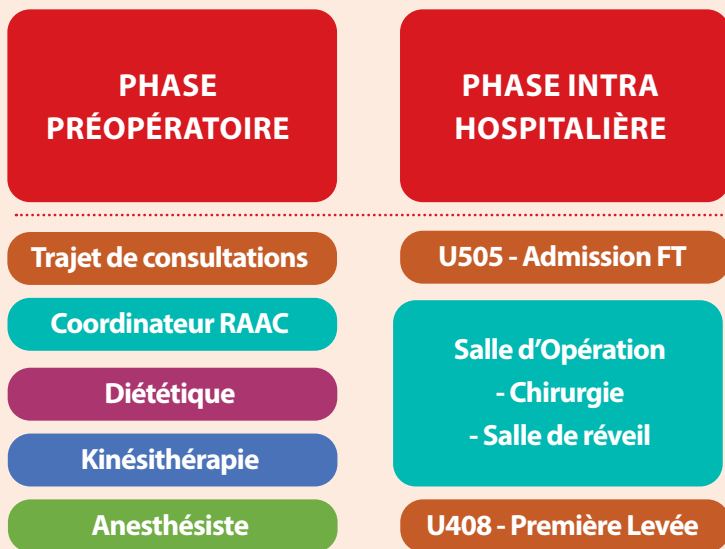 PHASE
PRÉOPÉRATOIRE
PHASE INTRA
HOSPITALIÈRE
Trajet de consultations
Coordinateur RAAC
Diététique
Kinésithérapie
Anesthésiste
U505 - Admission FT
Salle d’Opération
- Chirurgie
- Salle de réveil
U408 - Première Levée